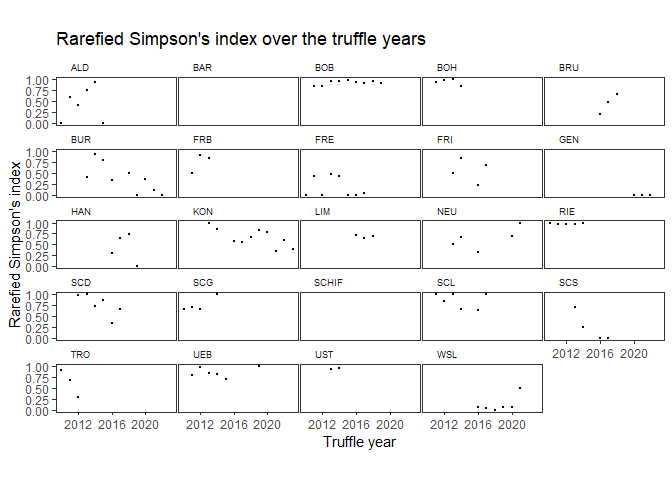 Rarefied Simpson's index over the truffle years
ALD BAR BOB BOH BRU
1.00
0.75
0.50
0.25
0.00
BUR FRB FRE FRI GEN
1.00
0.75
0.50
0.25
0.00
HAN KON LIM NEU RIE
1.00
0.75
0.50
0.25
0.00
SCD SCG SCHIF SCL SCS
1.00
0.75
0.50
0.25
0.00
2012 2016 2020
TRO UEB UST WSL
1.00
0.75
0.50
0.25
0.00
2012 2016 2020 2012 2016 2020 2012 2016 2020 2012 2016 2020
Truffle year
Rarefied Simpson's index